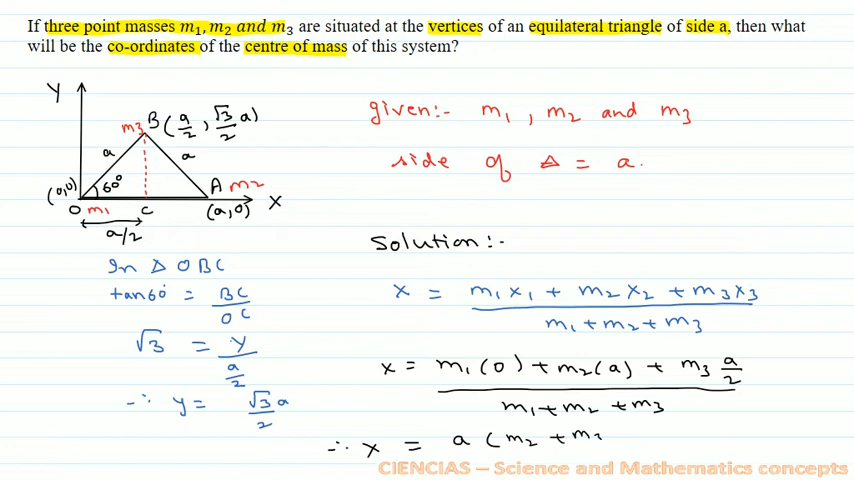 If three point masses m₁, m₂ and m₃ are situated at the vertices of an equilateral triangle of side a, then what
will be the co-ordinates of the centre of mass of this system?
Y
m3 B(a/2, √3/2 a)
a a
(0,0) 60° A m2
O m1 C (a,0) X
a/2
In △ OBC
tan60° = BC/OC
√3 = y/(a/2)
∴ y = √3a/2
given:- m₁, m₂ and m₃
side of △ = a.
Solution:-
x = (m₁x₁ + m₂x₂ + m₃x₃)/(m₁+m₂+m₃)
x = (m₁(0) + m₂(a) + m₃ a/2)/(m₁+m₂+m₃)
∴ x = a (m₂ + m₃
CIENCIAS – Science and Mathematics concepts